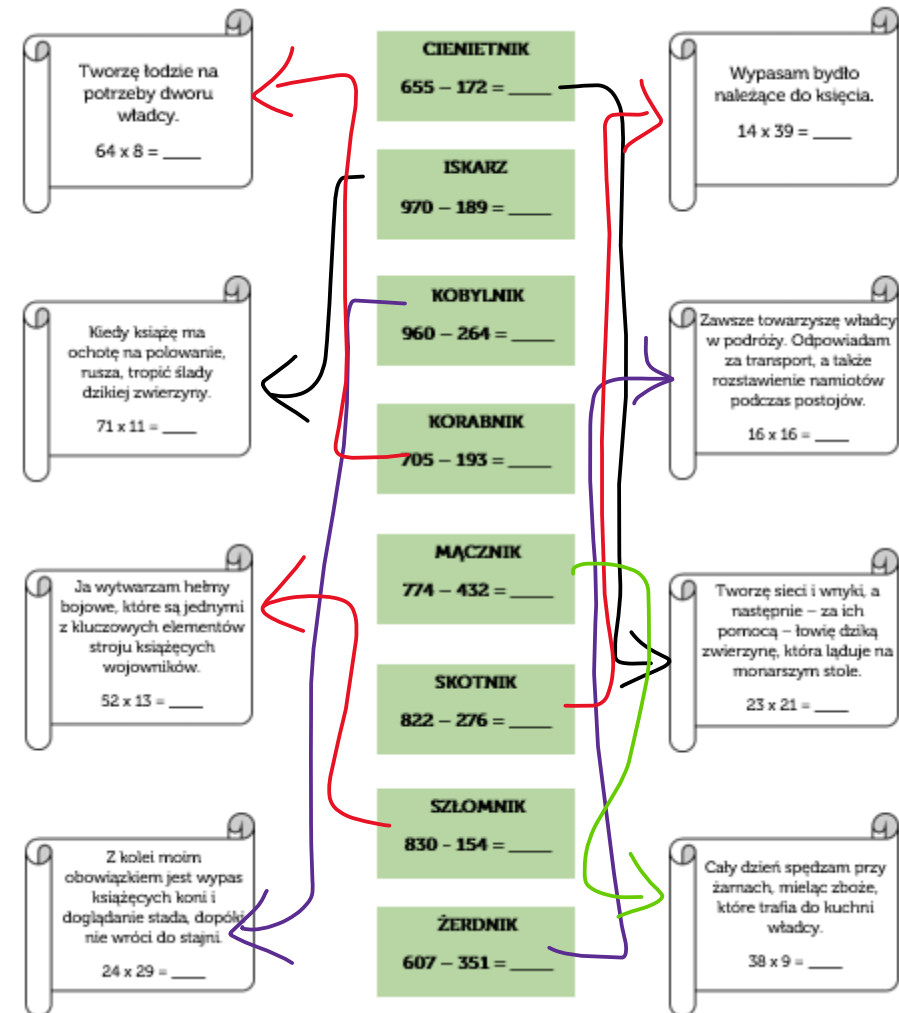 Tworzę łodzie na
potrzeby dworu
władcy.
64 x 8 = ____
Kiedy książę ma
ochotę na polowanie,
rusza, tropić ślady
dzikiej zwierzyny.
71 x 11 = ____
Ja wytwarzam hełmy
bojowe, które są jednymi
z kluczowych elementów
stroju książęcych
wojowników.
52 x 13 = ____
Z kolei moim
obowiązkiem jest wypas
książęcych koni i
doglądanie stada, dopóki
nie wróci do stajni.
24 x 29 = ____
CIENIETNIK
655 – 172 = ____
ISKARZ
970 – 189 = ____
KOBYLNIK
960 – 264 = ____
KORABNIK
705 – 193 = ____
MĄCZNIK
774 – 432 = ____
SKOTNIK
822 – 276 = ____
SZŁOMNIK
830 - 154 = ____
ŻERDNIK
607 – 351 = ____
Wypasam bydło
należące do księcia.
14 x 39 = ____
Zawsze towarzyszę władcy
w podróży. Odpowiadam
za transport, a także
rozstawienie namiotów
podczas postojów.
16 x 16 = ____
Tworzę sieci i wnyki, a
następnie – za ich
pomocą – łowię dziką
zwierzynę, która ląduje na
monarszym stole.
23 x 21 = ____
Cały dzień spędzam przy
żarnach, mieląc zboże,
które trafia do kuchni
władcy.
38 x 9 = ____